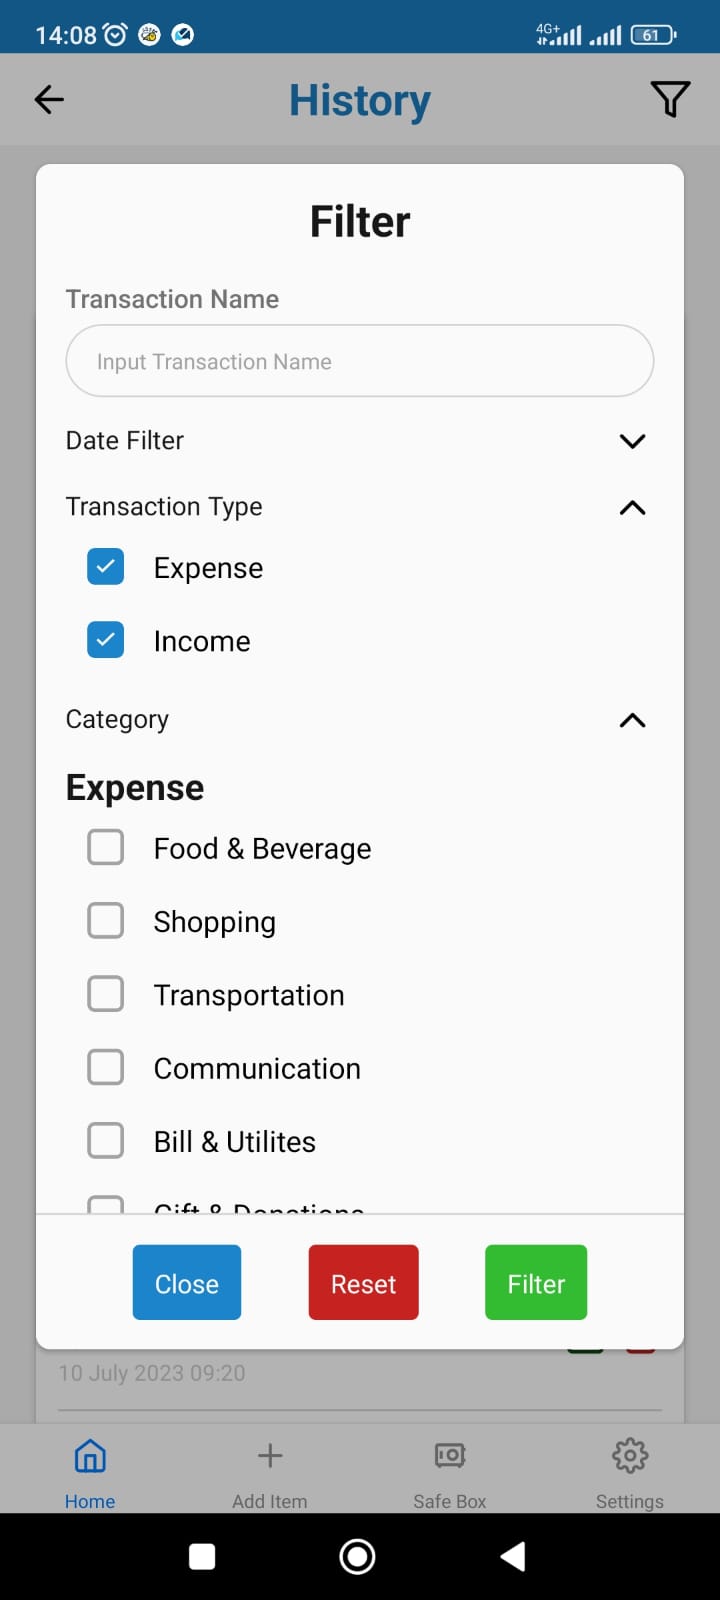 14:08 4G+ 61
History
Filter
Transaction Name
Input Transaction Name
Date Filter
Transaction Type
Expense
Income
Category
Expense
Food & Beverage
Shopping
Transportation
Communication
Bill & Utilites
Gift & Donations
Close Reset Filter
10 July 2023 09:20
Home Add Item Safe Box Settings